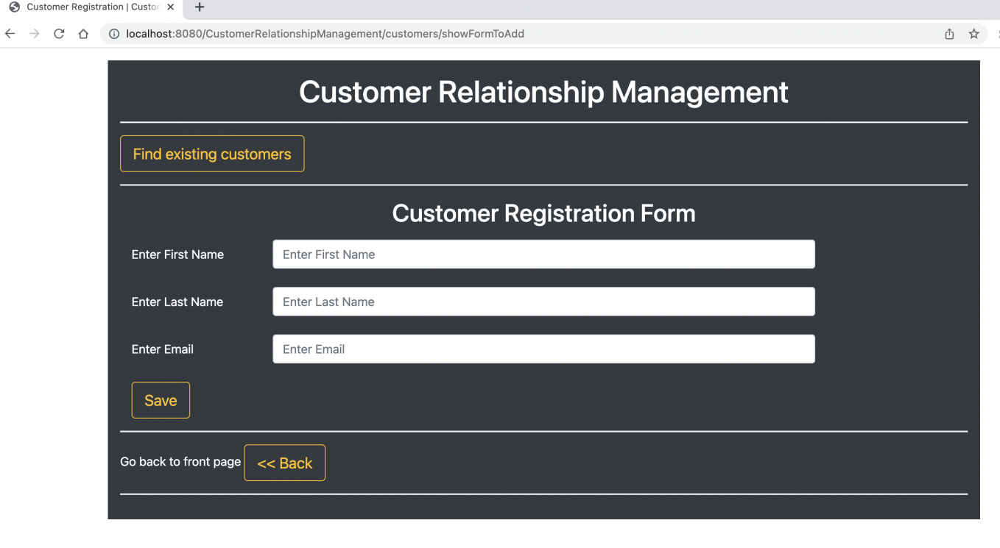 Customer Registration | Custo
localhost:8080/CustomerRelationshipManagement/customers/showFormToAdd
Customer Relationship Management
Find existing customers
Customer Registration Form
Enter First Name Enter First Name
Enter Last Name Enter Last Name
Enter Email Enter Email
Save
Go back to front page << Back